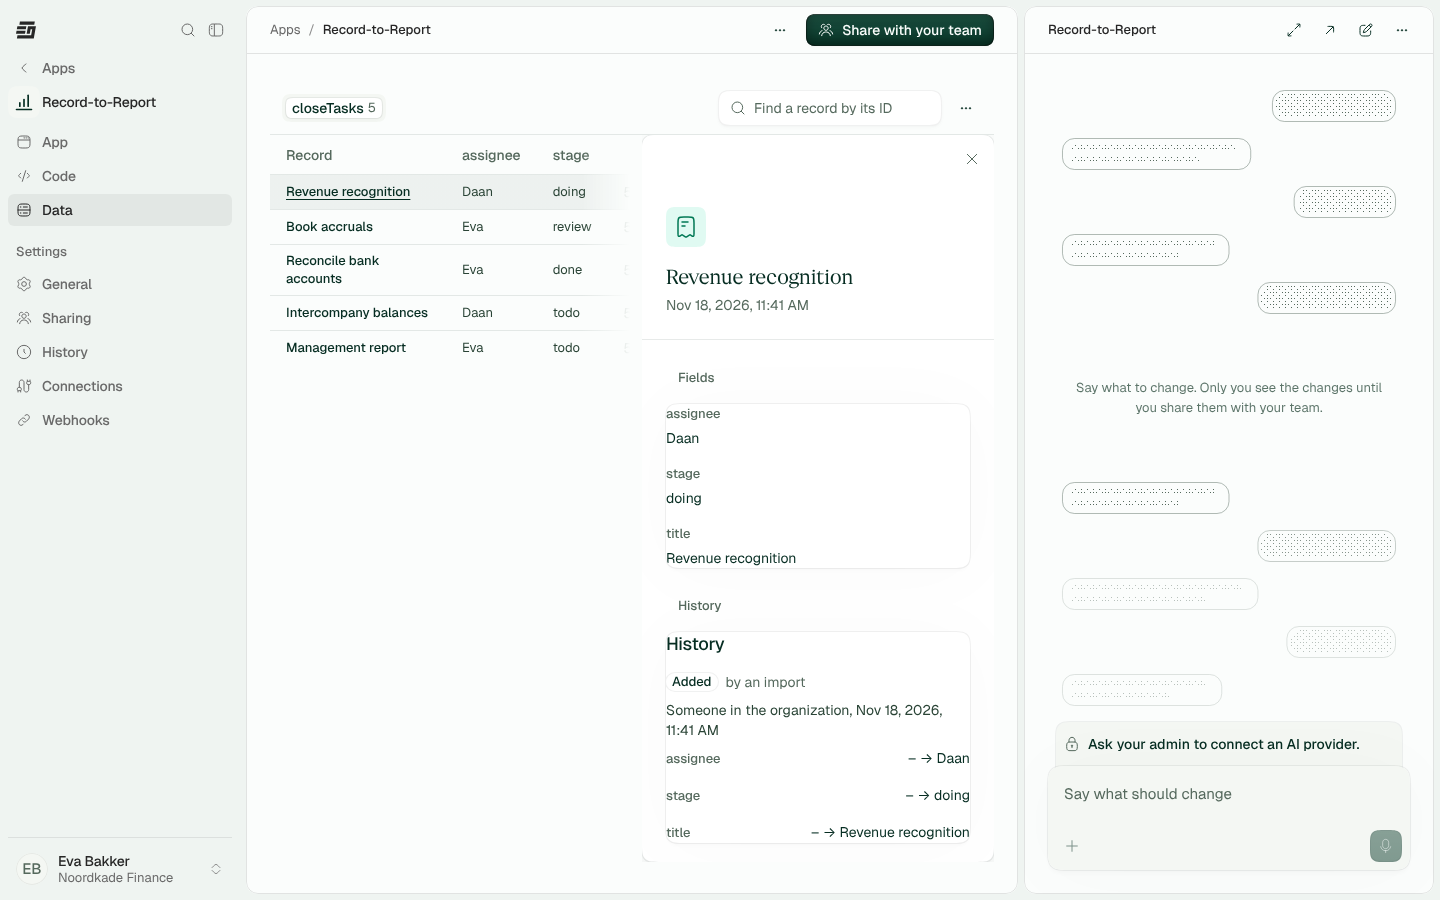 Apps
Record-to-Report
App
Code
Data
Settings
General
Sharing
History
Connections
Webhooks
EB
Eva Bakker
Noordkade Finance
Apps / Record-to-Report
Share with your team
closeTasks 5
Find a record by its ID
Record assignee stage
Revenue recognition Daan doing
Book accruals Eva review
Reconcile bank
accounts Eva done
Intercompany balances Daan todo
Management report Eva todo
Revenue recognition
Nov 18, 2026, 11:41 AM
Fields
assignee
Daan
stage
doing
title
Revenue recognition
History
History
Added by an import
Someone in the organization, Nov 18, 2026,
11:41 AM
assignee – → Daan
stage – → doing
title – → Revenue recognition
Record-to-Report
Say what to change. Only you see the changes until
you share them with your team.
Ask your admin to connect an AI provider.
Say what should change